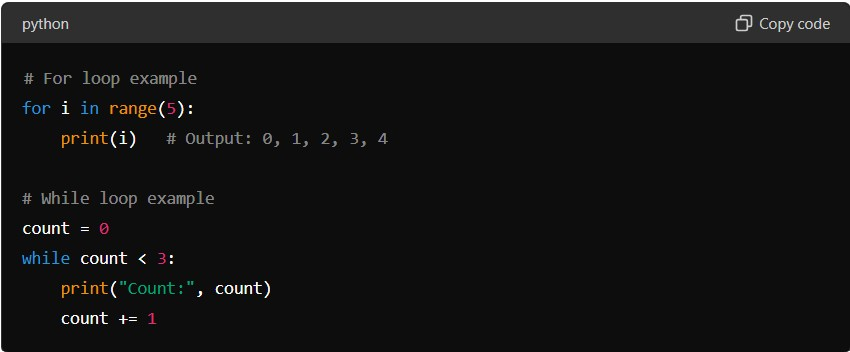 python
Copy code
# For loop example
for i in range(5):
    print(i)   # Output: 0, 1, 2, 3, 4
# While loop example
count = 0
while count < 3:
    print("Count:", count)
    count += 1